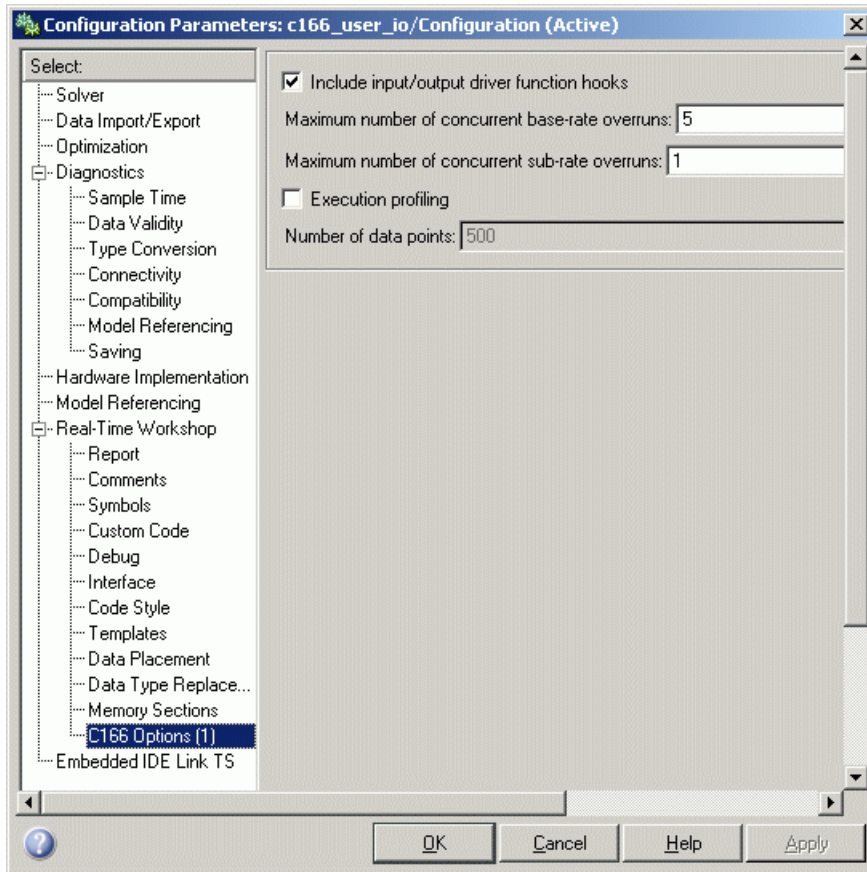 Configuration Parameters: c166_user_io/Configuration (Active)
Select:
Solver
Data Import/Export
Optimization
Diagnostics
Sample Time
Data Validity
Type Conversion
Connectivity
Compatibility
Model Referencing
Saving
Hardware Implementation
Model Referencing
Real-Time Workshop
Report
Comments
Symbols
Custom Code
Debug
Interface
Code Style
Templates
Data Placement
Data Type Replace...
Memory Sections
C166 Options (1)
Embedded IDE Link TS
Include input/output driver function hooks
Maximum number of concurrent base-rate overruns: 5
Maximum number of concurrent sub-rate overruns: 1
Execution profiling
Number of data points: 500
OK Cancel Help Apply